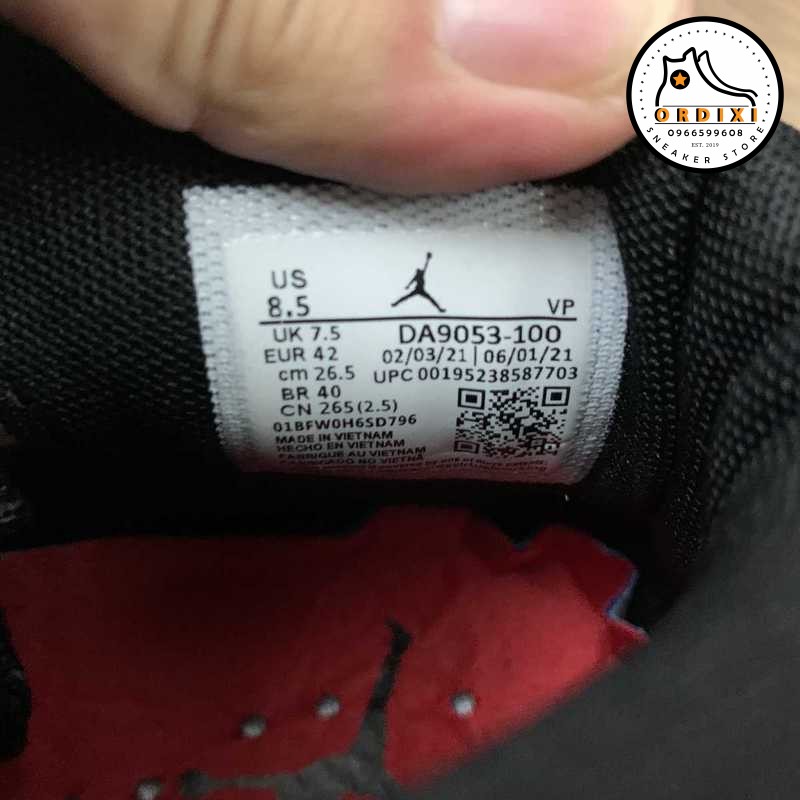 ORDIXI
0966599608
EST. 2019
SNEAKER STORE
US
8.5
VP
UK 7.5
DA9053-100
EUR 42
02/03/21 | 06/01/21
cm 26.5
UPC 00195238587703
BR 40
CN 265 (2.5)
01BFW0H6SD796
MADE IN VIETNAM
HECHO EN VIETNAM
FABRIQUE AU VIETNAM
FABRICADO NO VIETNÃ